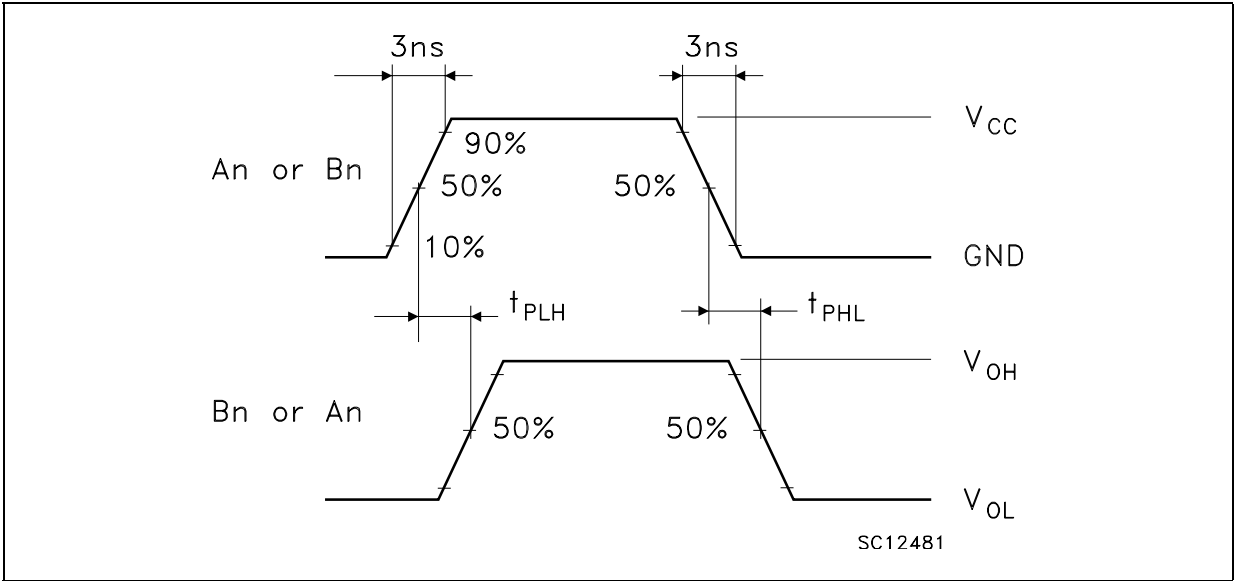 3ns 3ns
V_CC
90%
An or Bn
50% 50%
10%
GND
t_PLH t_PHL
V_OH
Bn or An
50% 50%
V_OL
SC12481